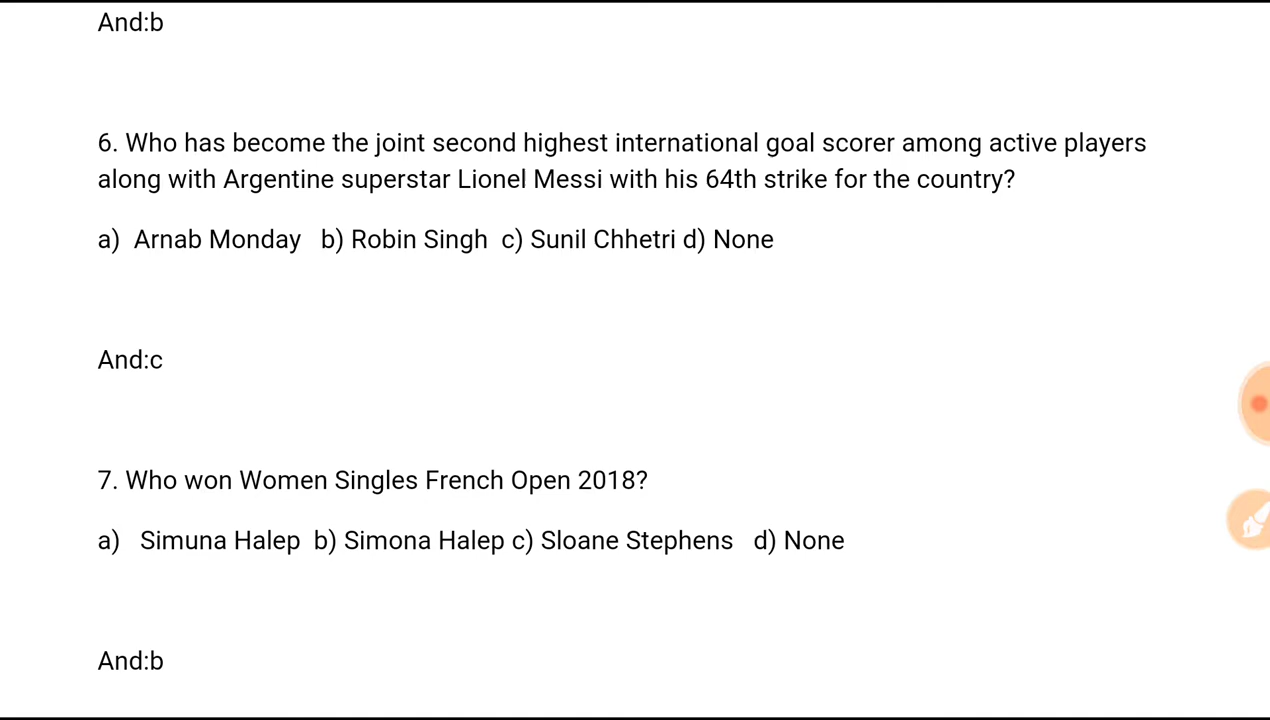 And:b
6. Who has become the joint second highest international goal scorer among active players
along with Argentine superstar Lionel Messi with his 64th strike for the country?
a)  Arnab Monday   b) Robin Singh  c) Sunil Chhetri d) None
And:c
7. Who won Women Singles French Open 2018?
a)   Simuna Halep  b) Simona Halep c) Sloane Stephens   d) None
And:b